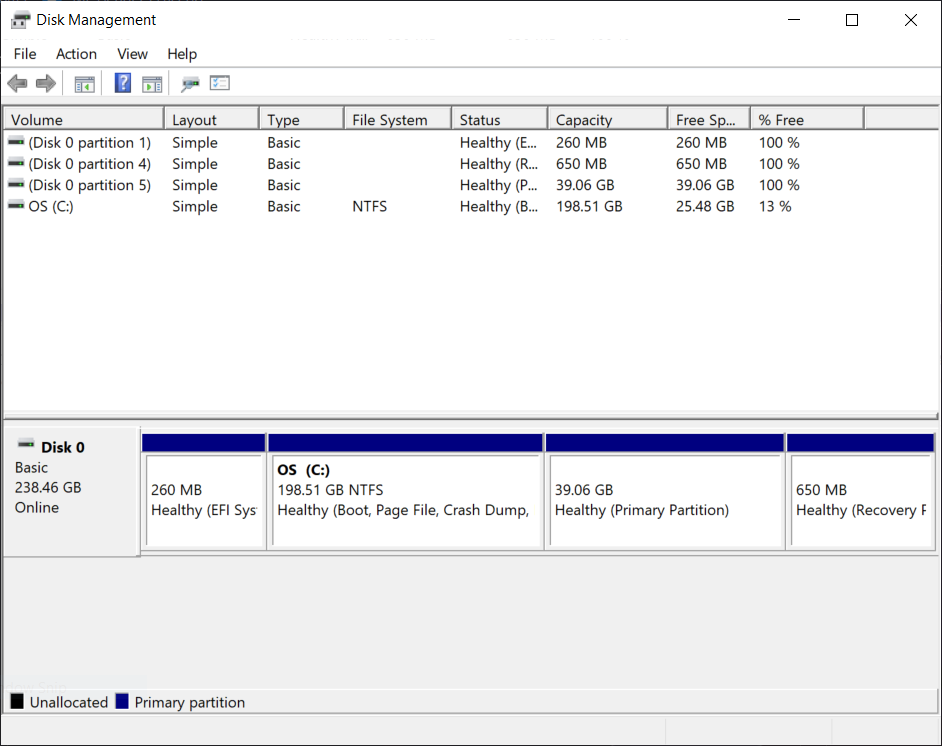 Disk Management
File Action View Help
Volume Layout Type File System Status Capacity Free Sp... % Free
(Disk 0 partition 1) Simple Basic Healthy (E... 260 MB 260 MB 100 %
(Disk 0 partition 4) Simple Basic Healthy (R... 650 MB 650 MB 100 %
(Disk 0 partition 5) Simple Basic Healthy (P... 39.06 GB 39.06 GB 100 %
OS (C:) Simple Basic NTFS Healthy (B... 198.51 GB 25.48 GB 13 %
Disk 0
Basic
238.46 GB
Online
260 MB
Healthy (EFI Sys
OS (C:)
198.51 GB NTFS
Healthy (Boot, Page File, Crash Dump,
39.06 GB
Healthy (Primary Partition)
650 MB
Healthy (Recovery P
Unallocated Primary partition